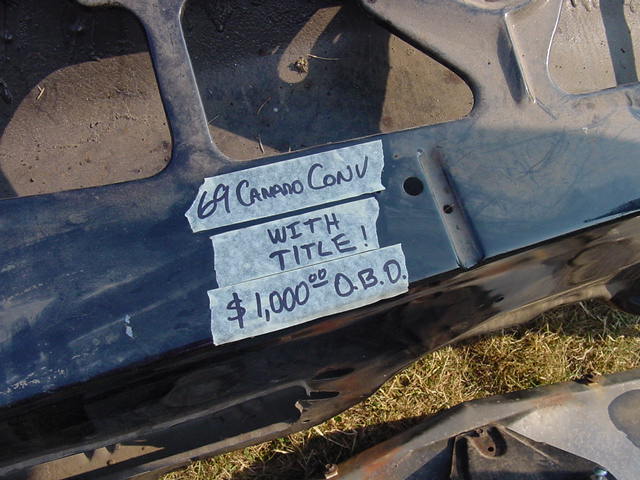 69 CAMARO CONV
WITH
TITLE!
$1,000.00 O.B.O.